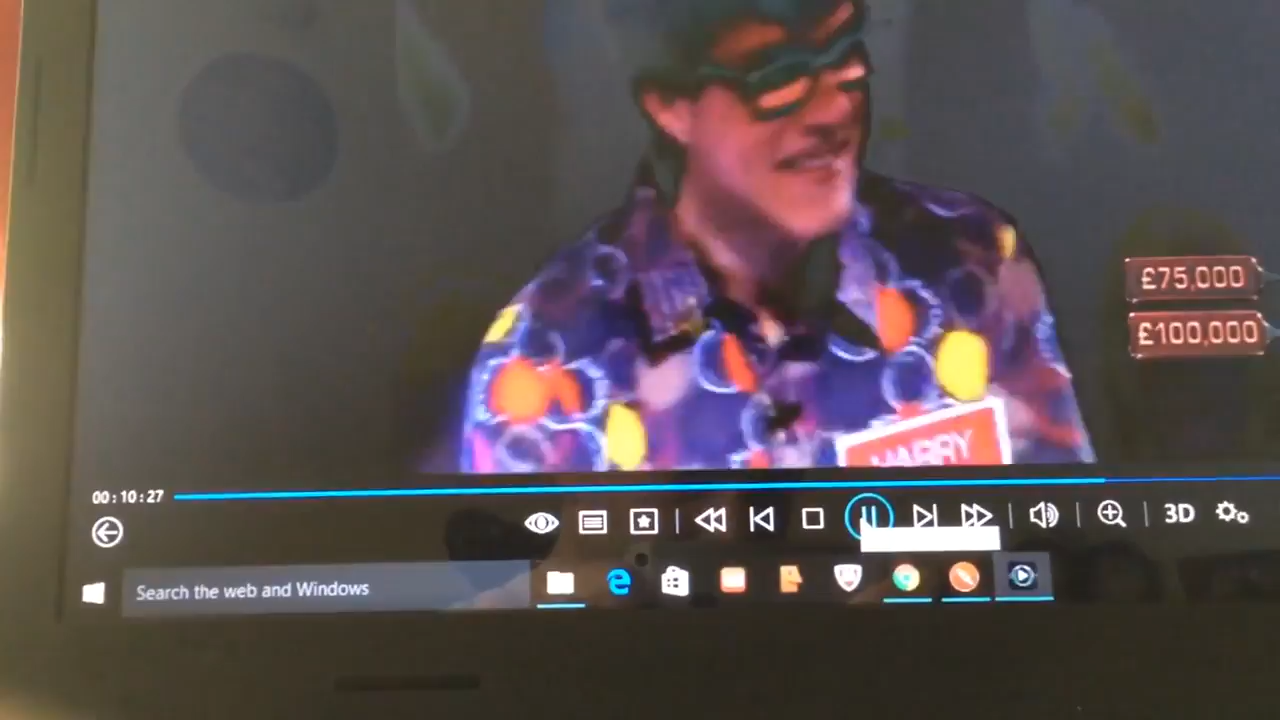 £75,000
£100,000
HARRY
00:10:27
3D
Search the web and Windows